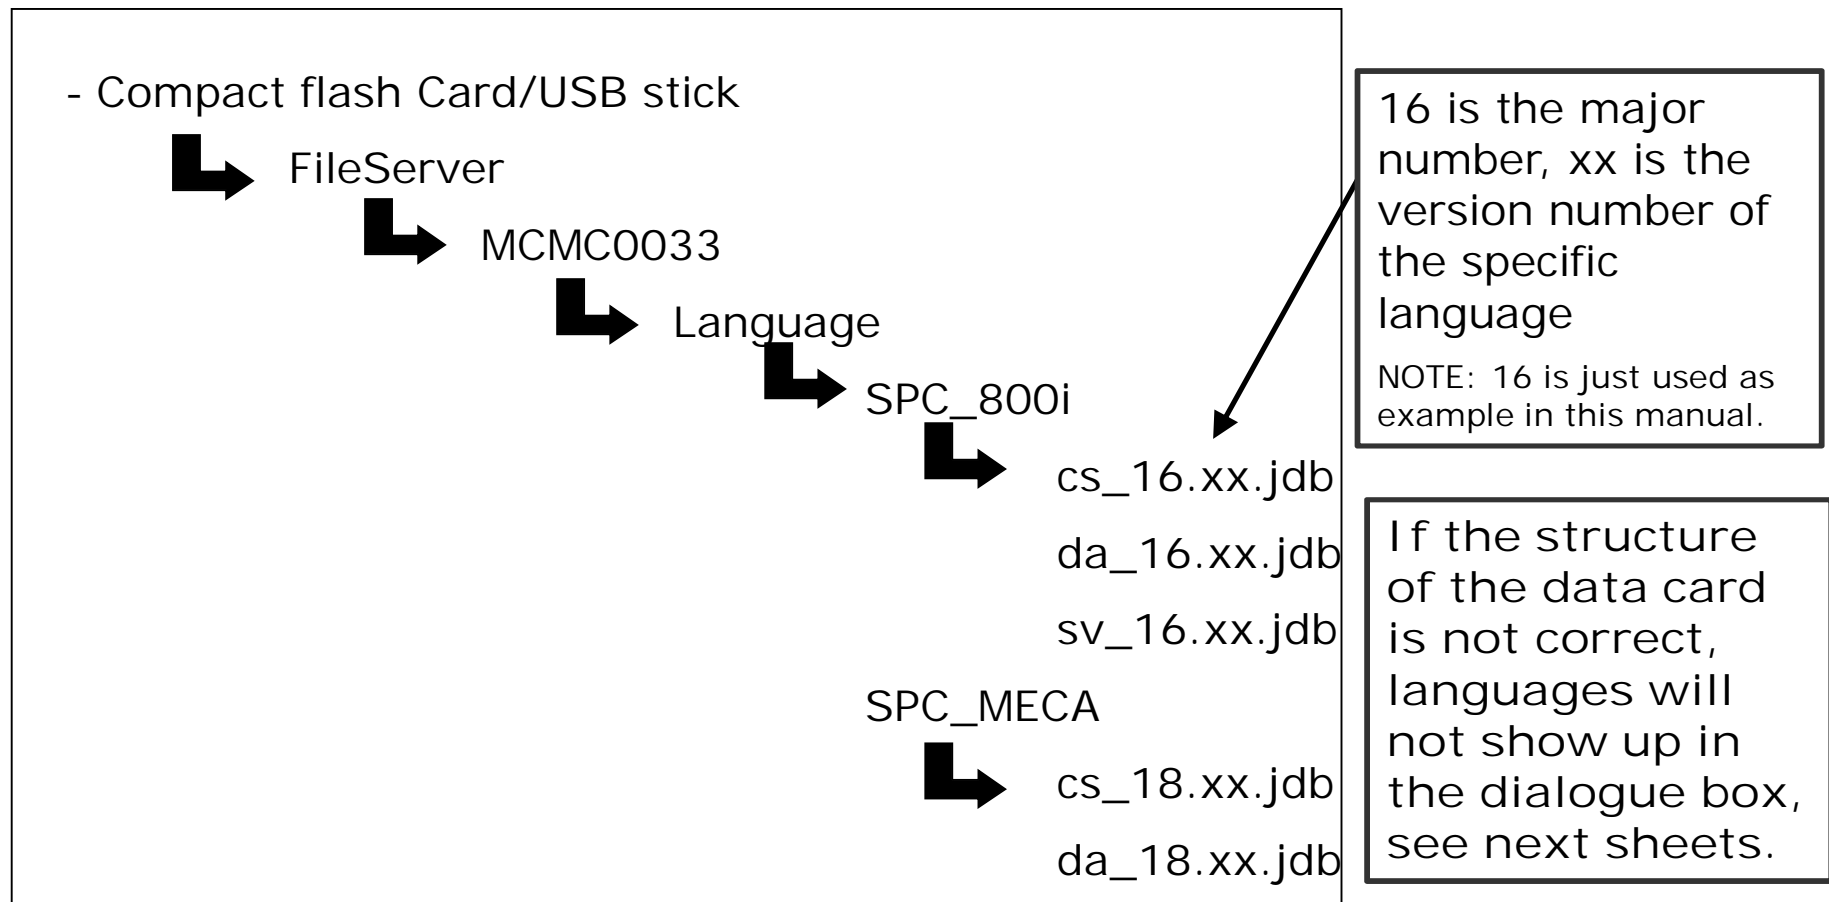 - Compact flash Card/USB stick
FileServer
MCMC0033
Language
SPC_800i
cs_16.xx.jdb
da_16.xx.jdb
sv_16.xx.jdb
SPC_MECA
cs_18.xx.jdb
da_18.xx.jdb
16 is the major
number, xx is the
version number of
the specific
language
NOTE: 16 is just used as
example in this manual.
If the structure
of the data card
is not correct,
languages will
not show up in
the dialogue box,
see next sheets.